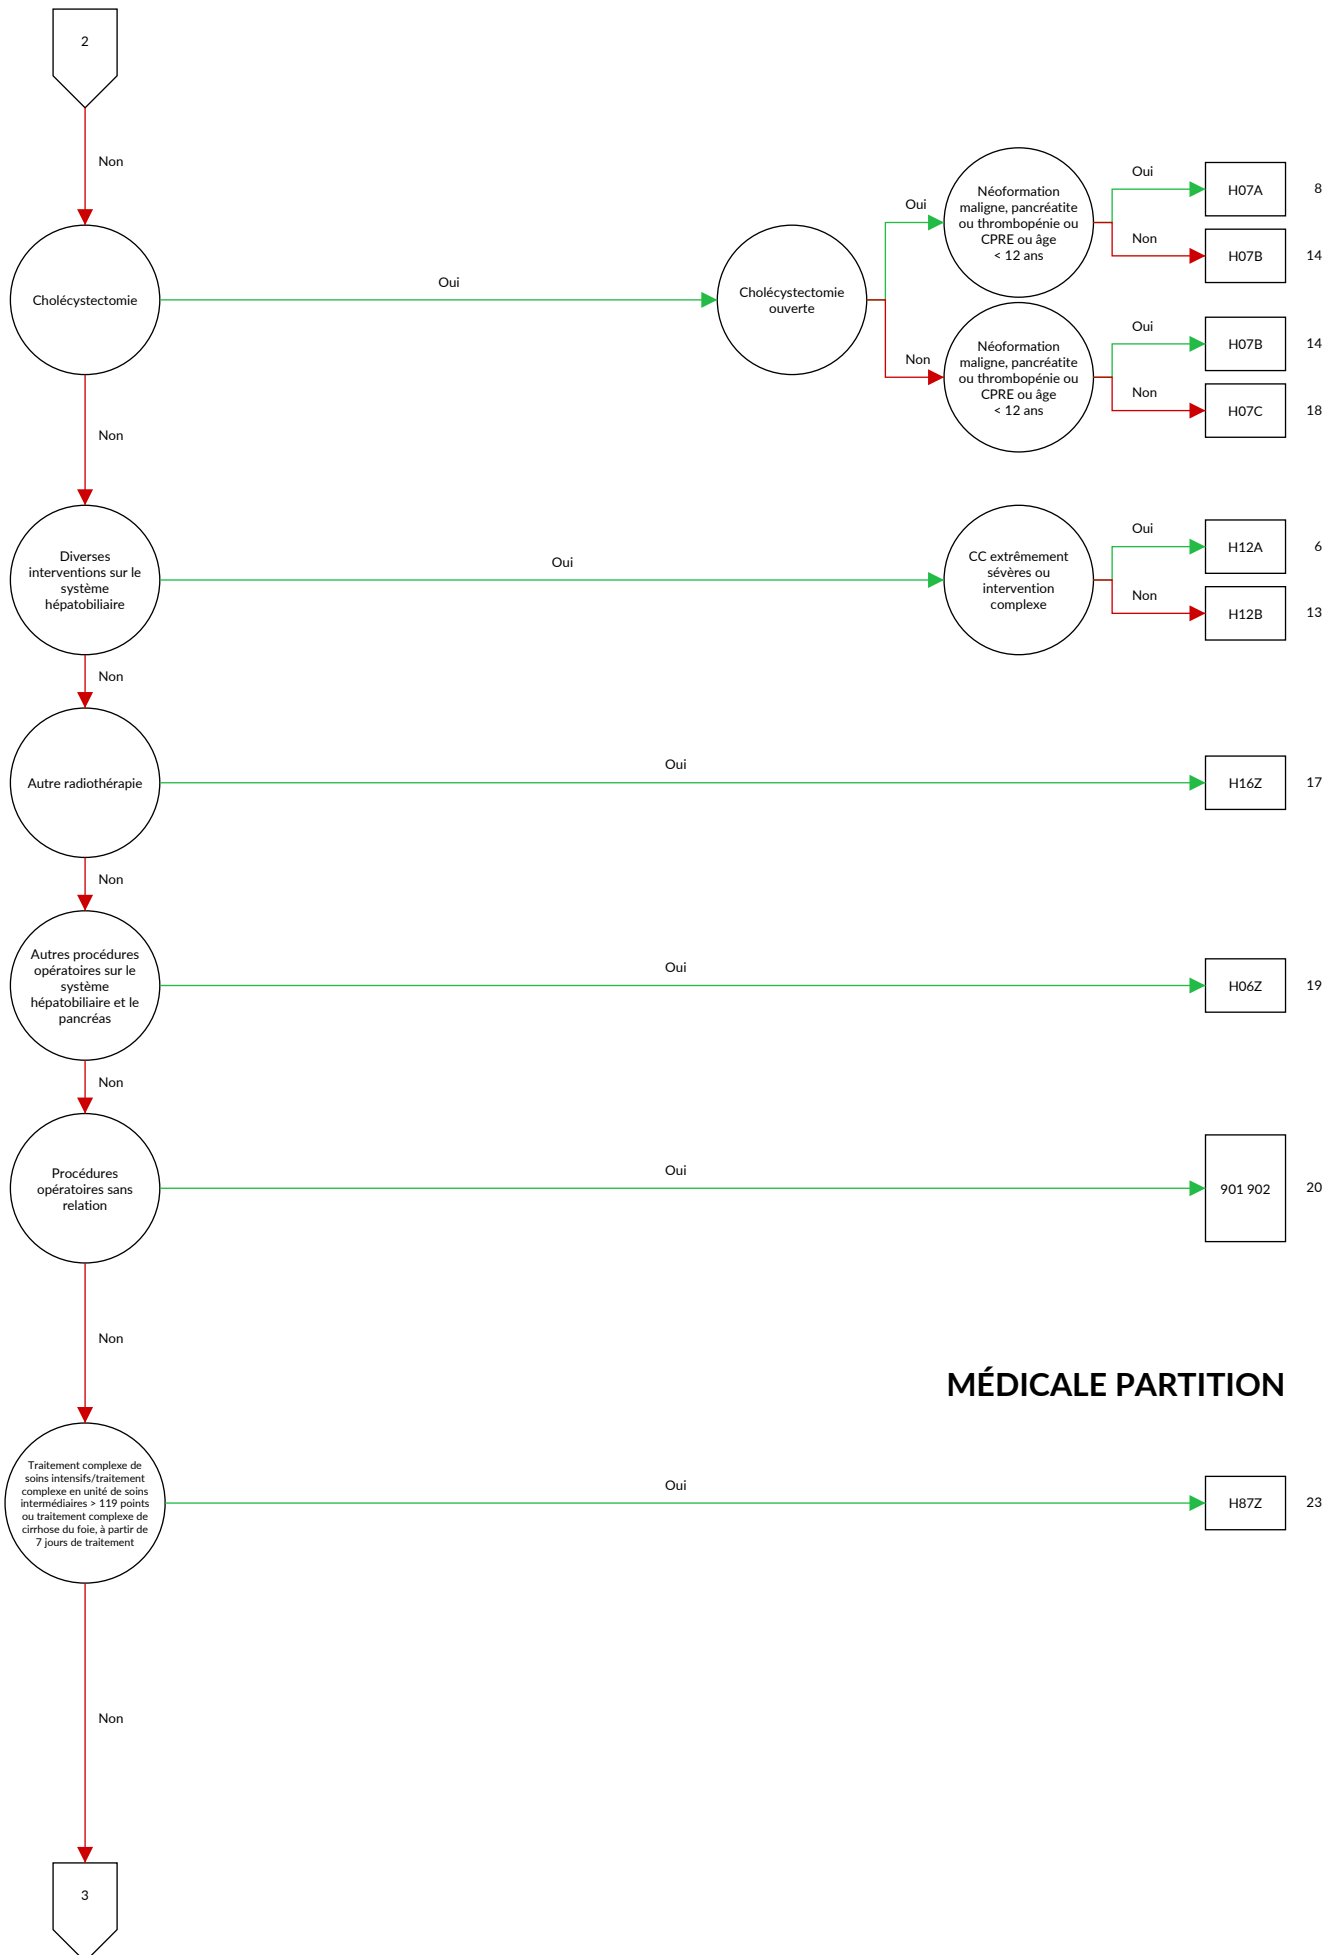 2
Non
Cholécystectomie
Oui
Cholécystectomie
ouverte
Oui
Néoformation
maligne, pancréatite
ou thrombopénie ou
CPRE ou âge
< 12 ans
Oui
H07A
8
Non
H07B
14
Non
Néoformation
maligne, pancréatite
ou thrombopénie ou
CPRE ou âge
< 12 ans
Oui
H07B
14
Non
H07C
18
Non
Diverses
interventions sur le
système
hépatobiliaire
Oui
CC extrêmement
sévères ou
intervention
complexe
Oui
H12A
6
Non
H12B
13
Non
Autre radiothérapie
Oui
H16Z
17
Non
Autres procédures
opératoires sur le
système
hépatobiliaire et le
pancréas
Oui
H06Z
19
Non
Procédures
opératoires sans
relation
Oui
901 902
20
Non
MÉDICALE PARTITION
Traitement complexe de
soins intensifs/traitement
complexe en unité de soins
intermédiaires > 119 points
ou traitement complexe de
cirrhose du foie, à partir de
7 jours de traitement
Oui
H87Z
23
Non
3